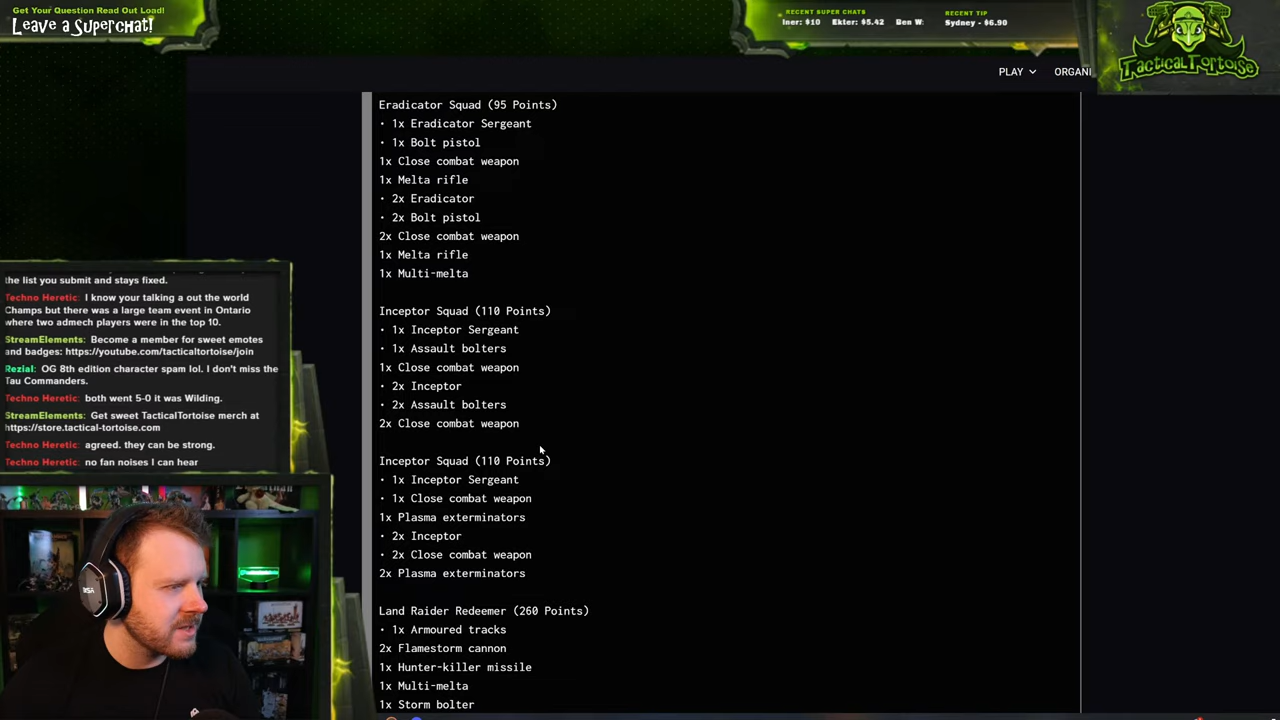 Get Your Question Read Out Load!
Leave a Superchat!
RECENT SUPER CHATS
Iner: $10 Ekter: $5.42 Ben W:
RECENT TIP
Sydney - $6.90
TacticalTortoise
PLAY
ORGANI
Eradicator Squad (95 Points)
• 1x Eradicator Sergeant
• 1x Bolt pistol
1x Close combat weapon
1x Melta rifle
• 2x Eradicator
• 2x Bolt pistol
2x Close combat weapon
1x Melta rifle
1x Multi-melta
Inceptor Squad (110 Points)
• 1x Inceptor Sergeant
• 1x Assault bolters
1x Close combat weapon
• 2x Inceptor
• 2x Assault bolters
2x Close combat weapon
Inceptor Squad (110 Points)
• 1x Inceptor Sergeant
• 1x Close combat weapon
1x Plasma exterminators
• 2x Inceptor
• 2x Close combat weapon
2x Plasma exterminators
Land Raider Redeemer (260 Points)
• 1x Armoured tracks
2x Flamestorm cannon
1x Hunter-killer missile
1x Multi-melta
1x Storm bolter
the list you submit and stays fixed.
Techno Heretic: I know your talking a out the world
Champs but there was a large team event in Ontario
where two admech players were in the top 10.
StreamElements: Become a member for sweet emotes
and badges: https://youtube.com/tacticaltortoise/join
Rezial: OG 8th edition character spam lol. I don't miss the
Tau Commanders.
Techno Heretic: both went 5-0 it was Wilding.
StreamElements: Get sweet TacticalTortoise merch at
https://store.tactical-tortoise.com
Techno Heretic: agreed. they can be strong.
Techno Heretic: no fan noises I can hear